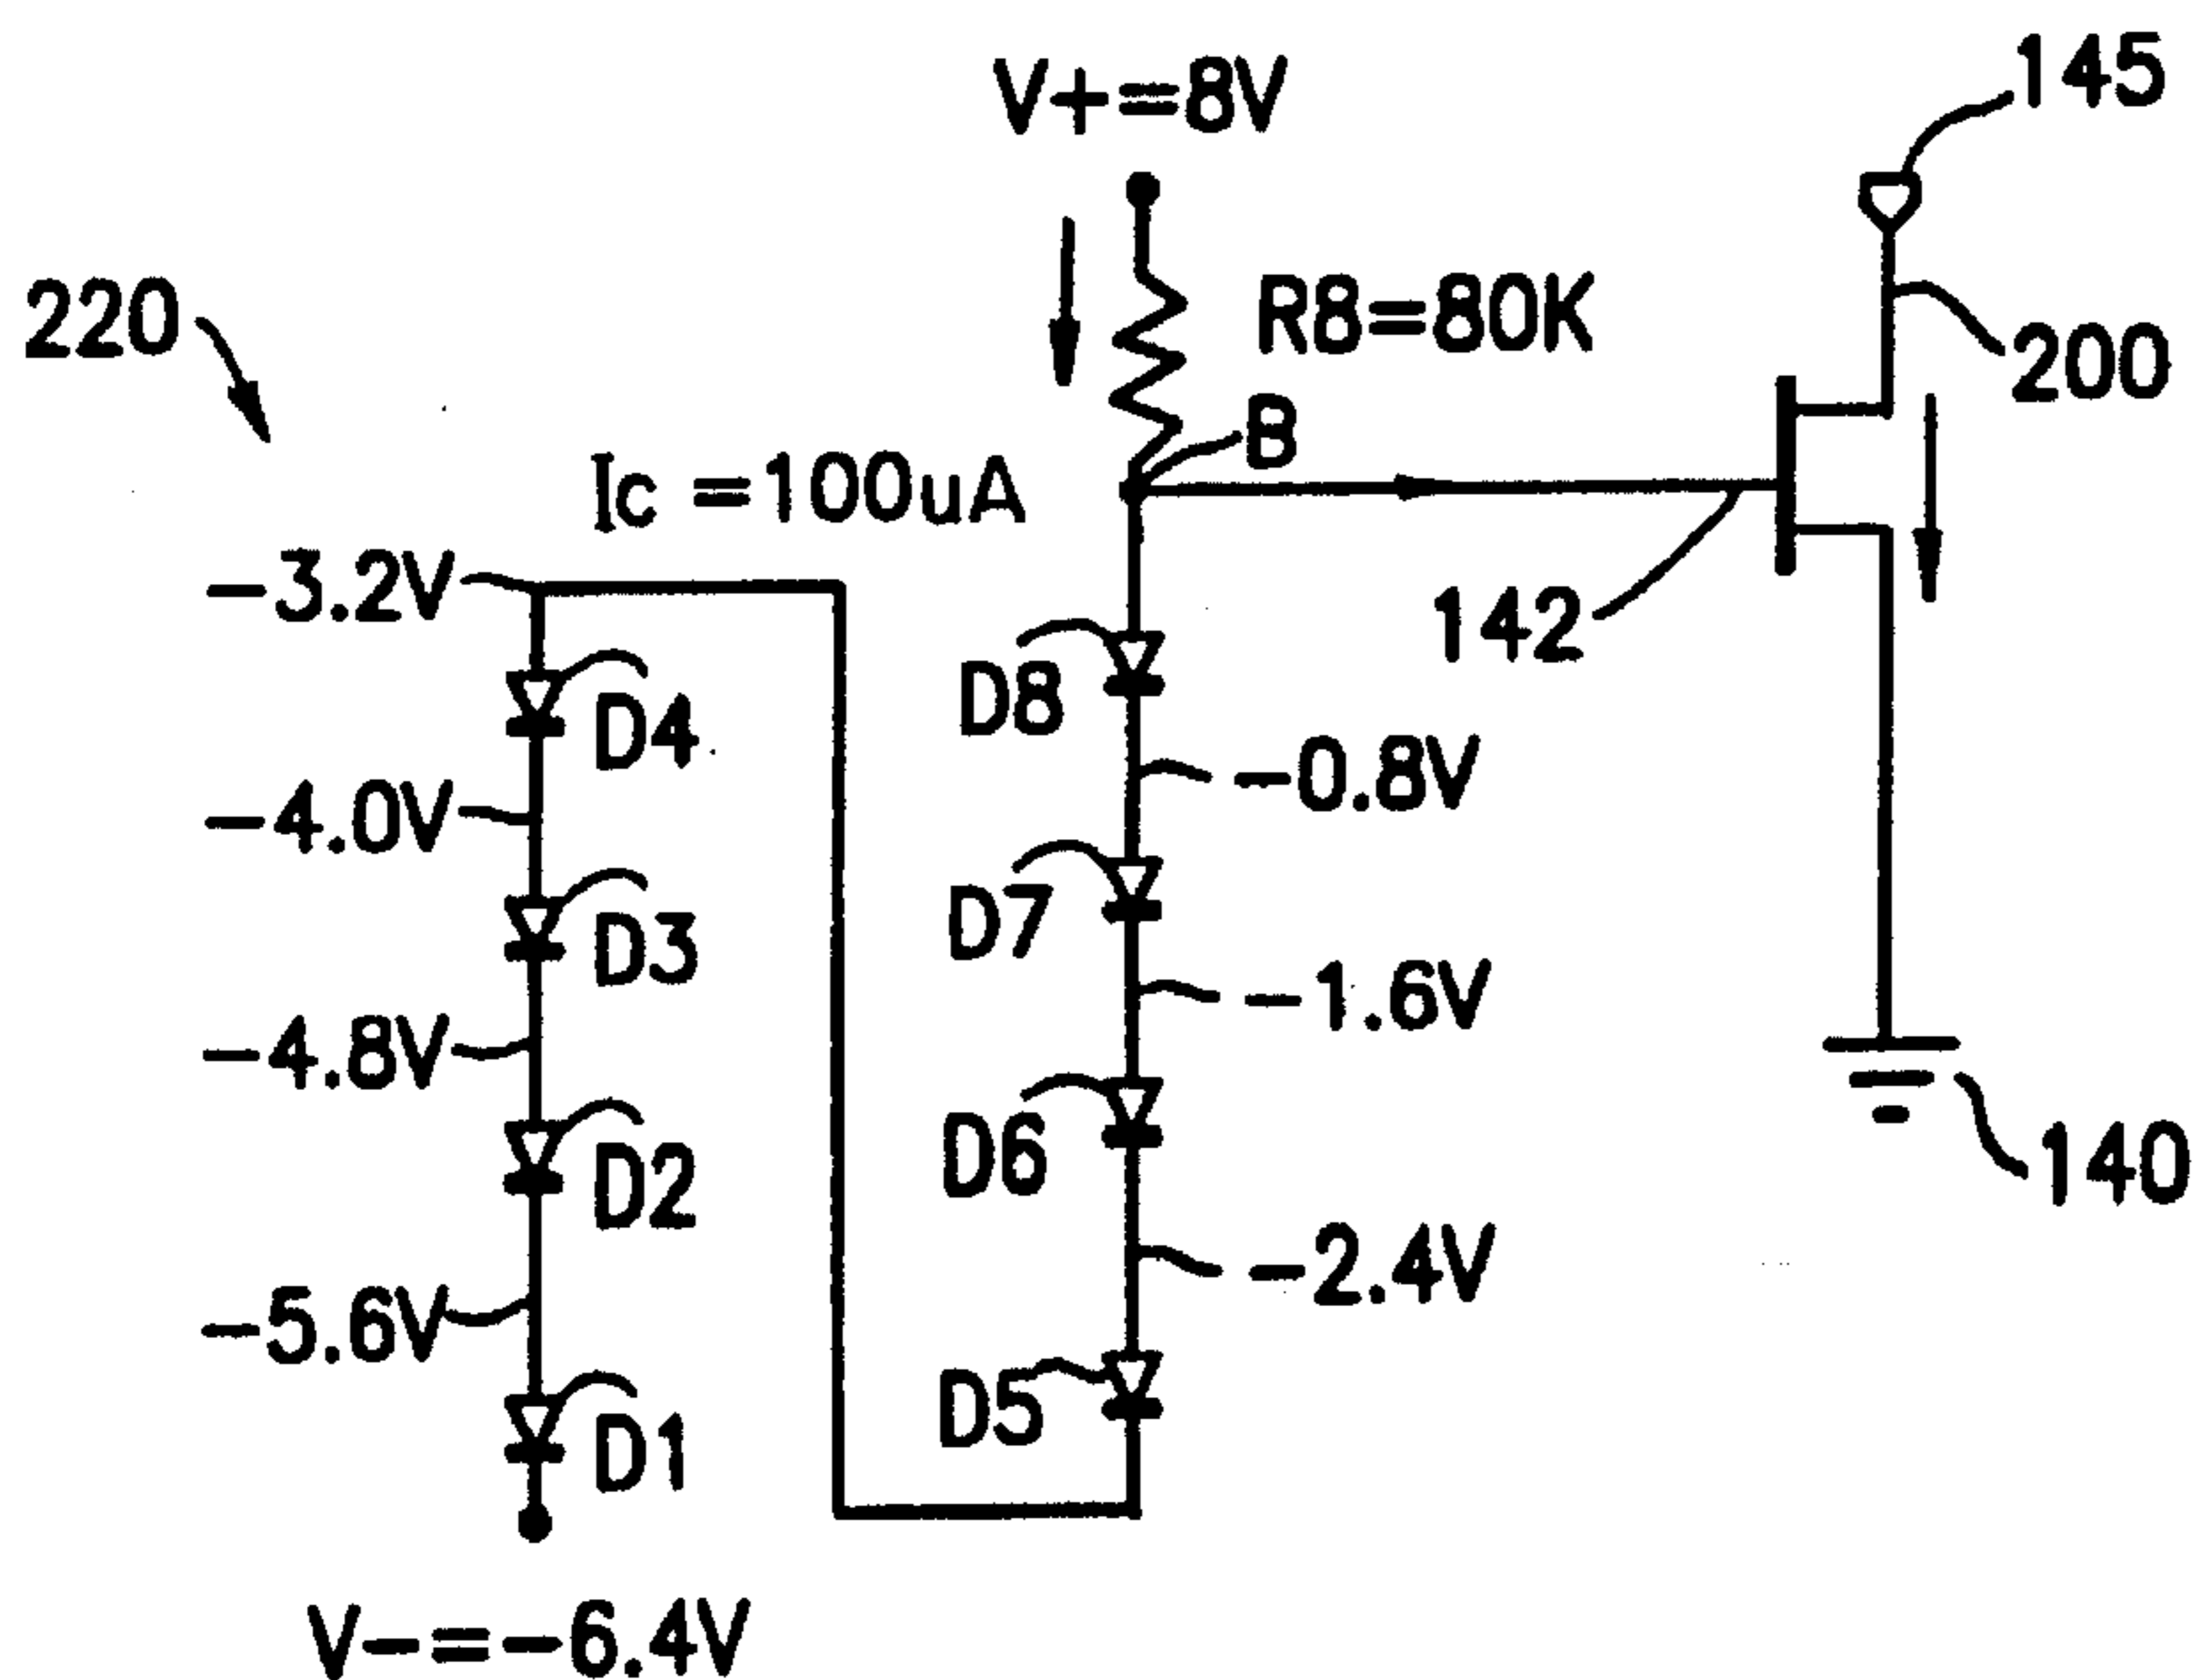 V+=8V
145
220
R8=80K
200
B
Ic =100uA
-3.2V
142
D4
D8
-0.8V
-4.0V
D3
D7
-1.6V
-4.8V
D2
D6
140
-2.4V
-5.6V
D1
D5
V-=-6.4V